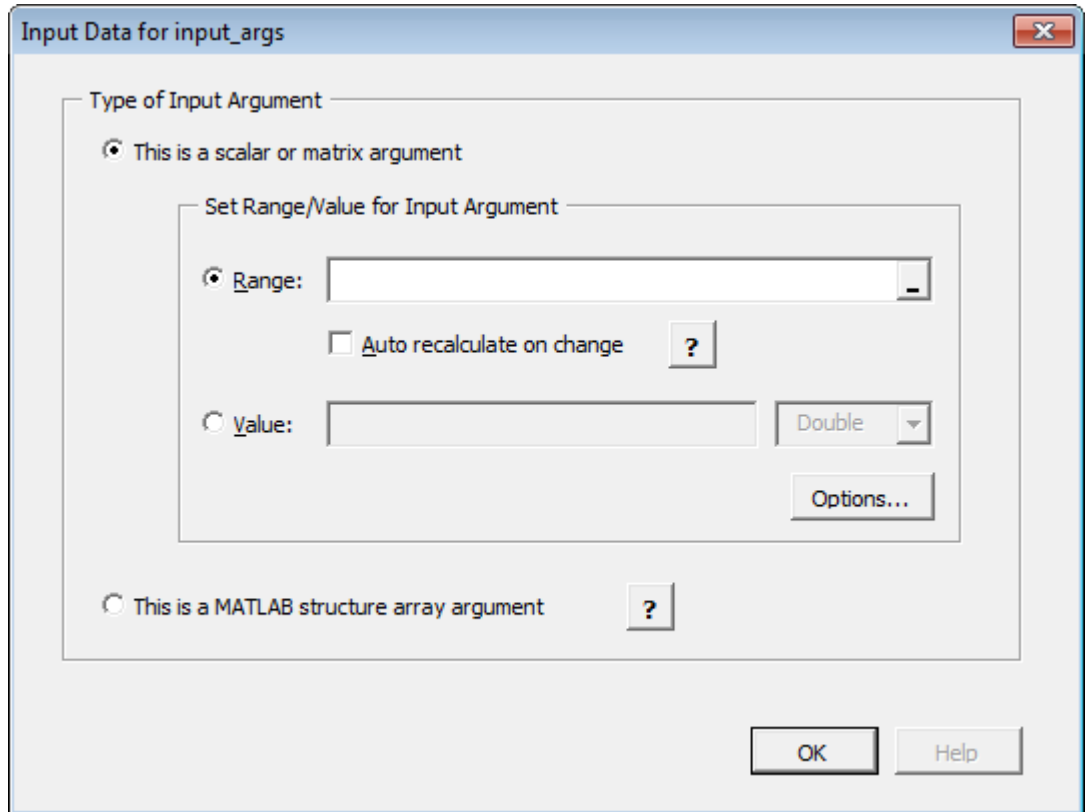 Input Data for input_args
Type of Input Argument
This is a scalar or matrix argument
Set Range/Value for Input Argument
Range:
Auto recalculate on change ?
Value: Double
Options...
This is a MATLAB structure array argument ?
OK Help